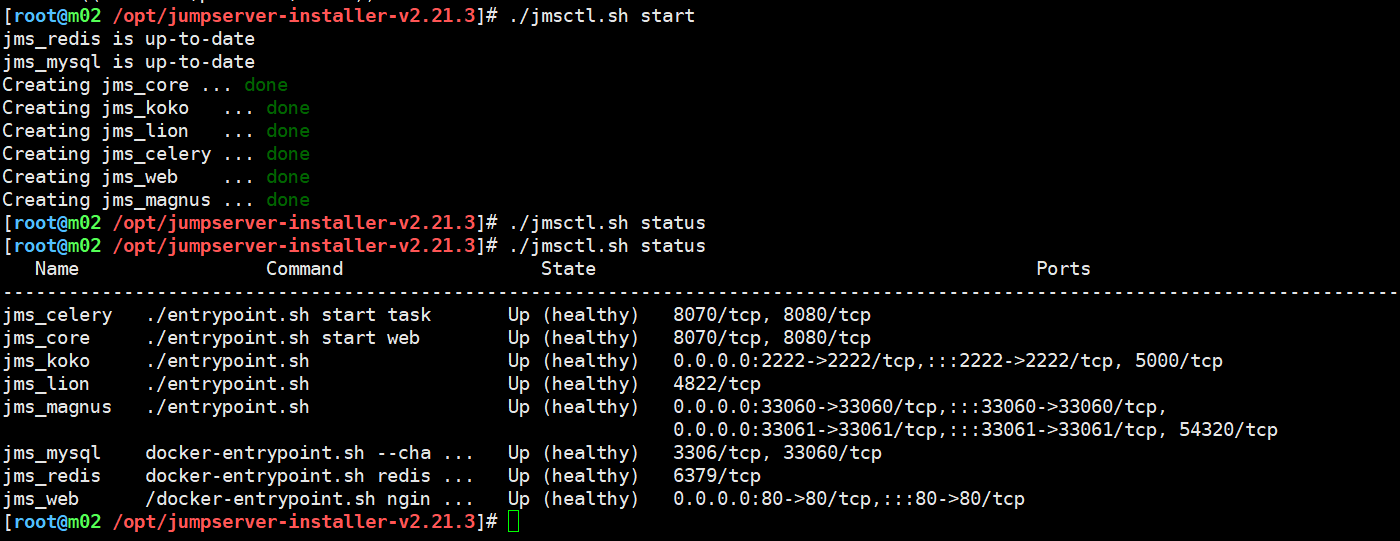 [root@m02 /opt/jumpserver-installer-v2.21.3]# ./jmsctl.sh start
jms_redis is up-to-date
jms_mysql is up-to-date
Creating jms_core ... done
Creating jms_koko   ... done
Creating jms_lion   ... done
Creating jms_celery ... done
Creating jms_web    ... done
Creating jms_magnus ... done
[root@m02 /opt/jumpserver-installer-v2.21.3]# ./jmsctl.sh status
[root@m02 /opt/jumpserver-installer-v2.21.3]# ./jmsctl.sh status
   Name                 Command                  State                                        Ports
-------------------------------------------------------------------------------------------------------------------------------
jms_celery   ./entrypoint.sh start task       Up (healthy)   8070/tcp, 8080/tcp
jms_core     ./entrypoint.sh start web        Up (healthy)   8070/tcp, 8080/tcp
jms_koko     ./entrypoint.sh                  Up (healthy)   0.0.0.0:2222->2222/tcp,:::2222->2222/tcp, 5000/tcp
jms_lion     ./entrypoint.sh                  Up (healthy)   4822/tcp
jms_magnus   ./entrypoint.sh                  Up (healthy)   0.0.0.0:33060->33060/tcp,:::33060->33060/tcp,
                                                             0.0.0.0:33061->33061/tcp,:::33061->33061/tcp, 54320/tcp
jms_mysql    docker-entrypoint.sh --cha ...   Up (healthy)   3306/tcp, 33060/tcp
jms_redis    docker-entrypoint.sh redis ...   Up (healthy)   6379/tcp
jms_web      /docker-entrypoint.sh ngin ...   Up (healthy)   0.0.0.0:80->80/tcp,:::80->80/tcp
[root@m02 /opt/jumpserver-installer-v2.21.3]#